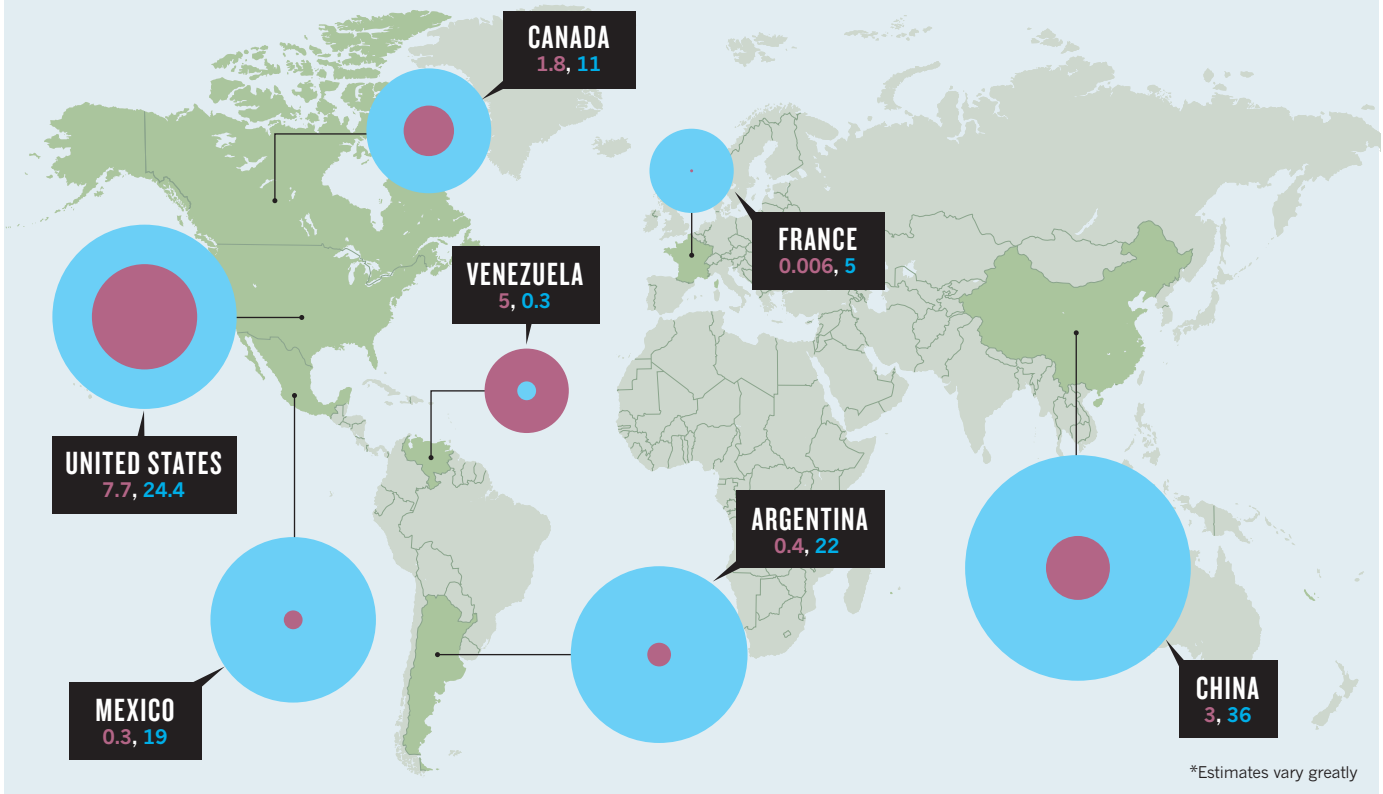 CANADA
1.8, 11
FRANCE
0.006, 5
VENEZUELA
5, 0.3
UNITED STATES
7.7, 24.4
ARGENTINA
0.4, 22
MEXICO
0.3, 19
CHINA
3, 36
*Estimates vary greatly